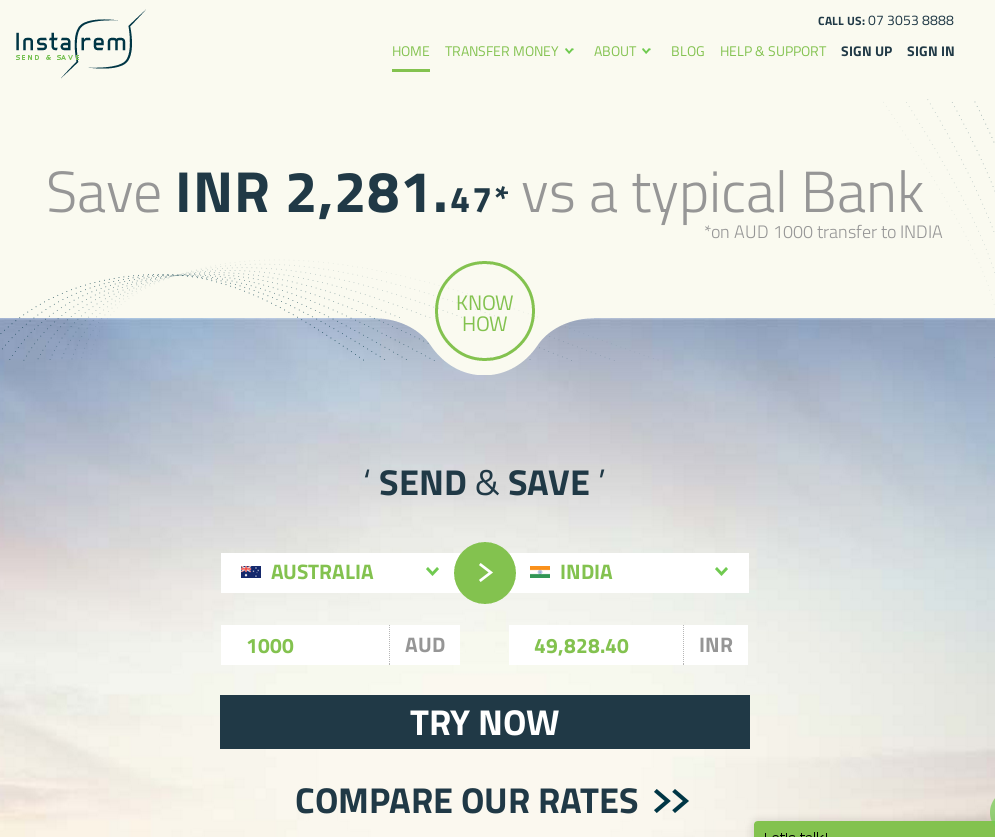 InstaRem
SEND & SAVE
CALL US: 07 3053 8888
HOME TRANSFER MONEY ABOUT BLOG HELP & SUPPORT SIGN UP SIGN IN
Save INR 2,281.47* vs a typical Bank
*on AUD 1000 transfer to INDIA
KNOW
HOW
‘ SEND & SAVE ’
AUSTRALIA > INDIA
1000 AUD 49,828.40 INR
TRY NOW
COMPARE OUR RATES >>
Let's talk!